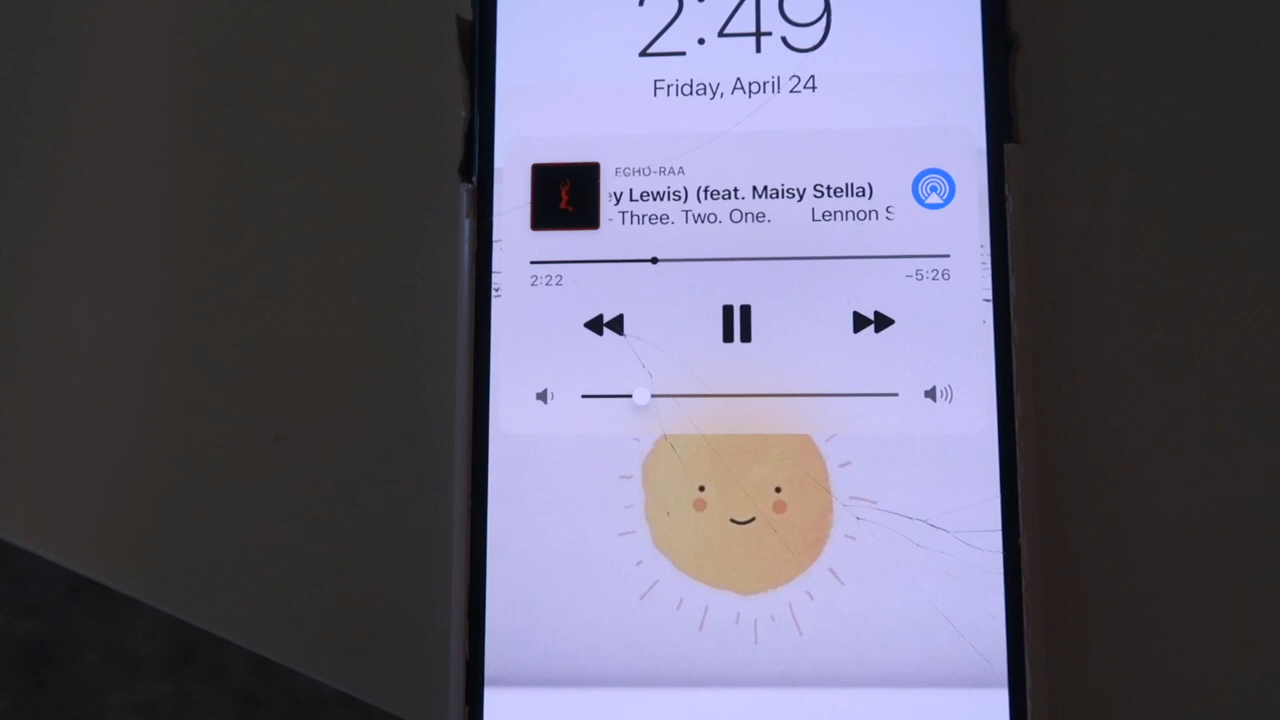 2:49
Friday, April 24
ECHO-RAA
y Lewis) (feat. Maisy Stella)
- Three. Two. One. Lennon S
2:22 -5:26